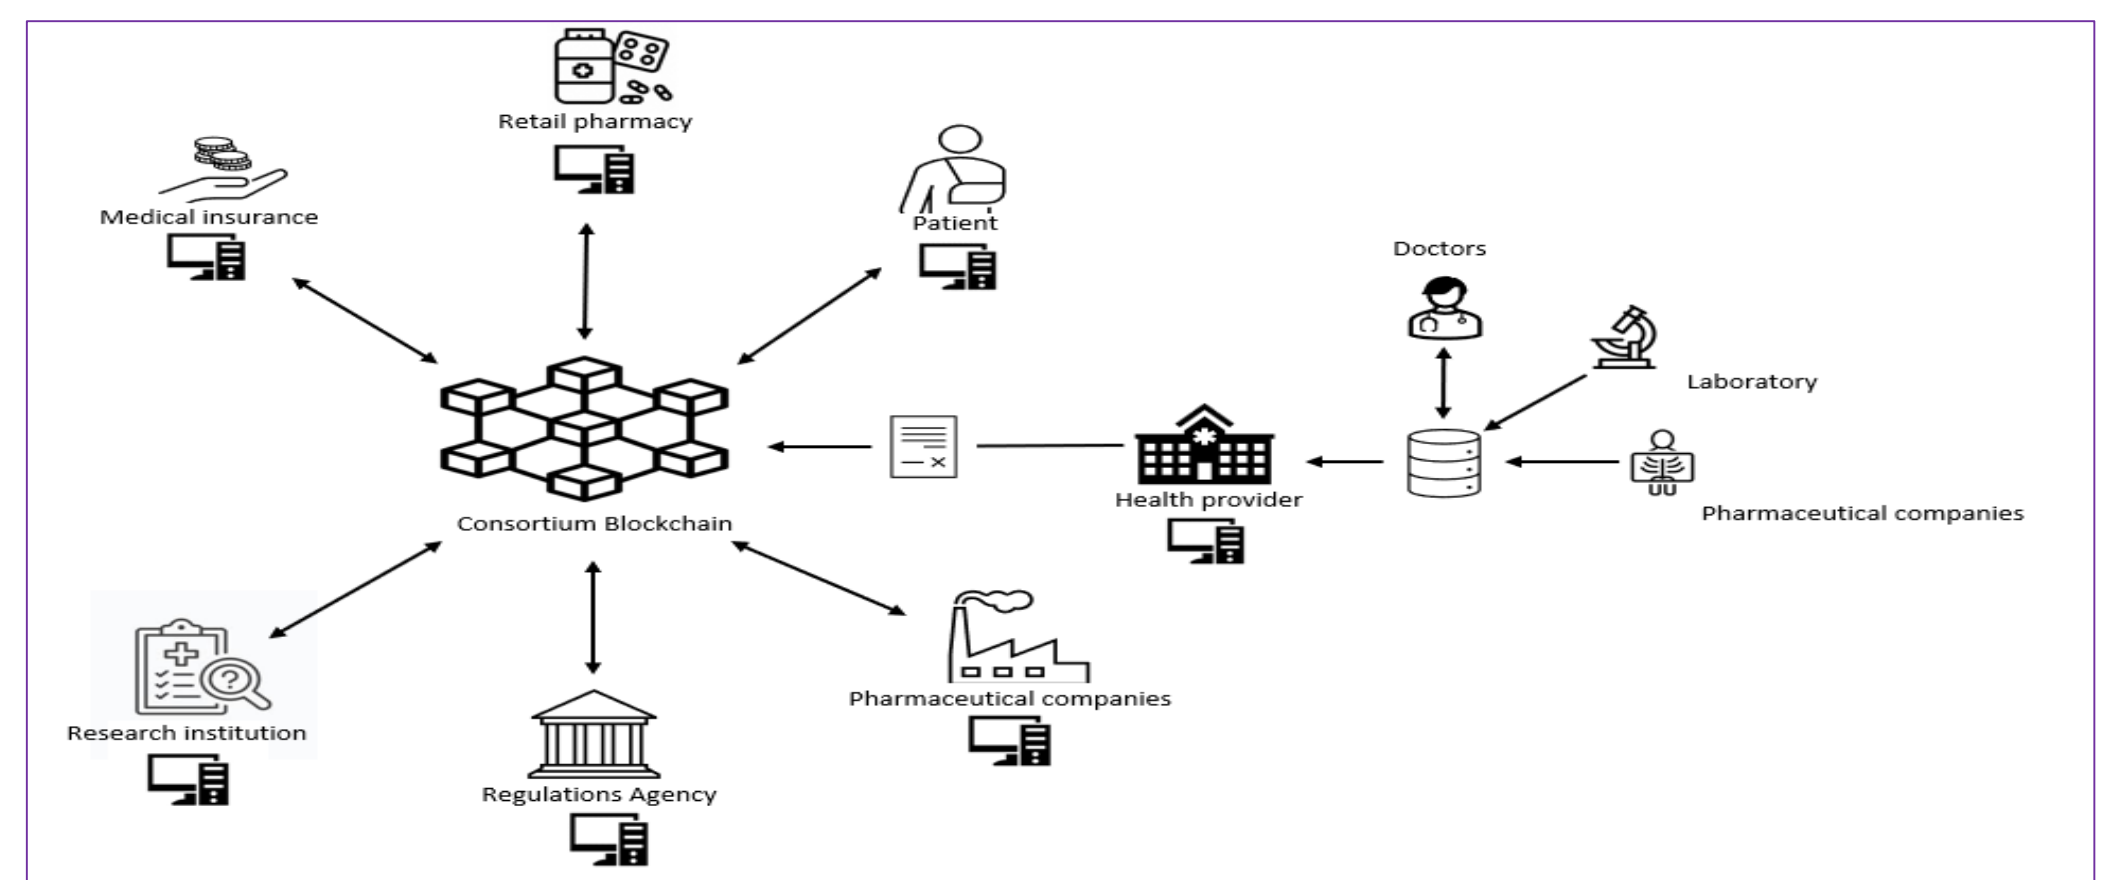 Retail pharmacy
Medical insurance
Patient
Doctors
Laboratory
Health provider
Pharmaceutical companies
Consortium Blockchain
Pharmaceutical companies
Research institution
Regulations Agency